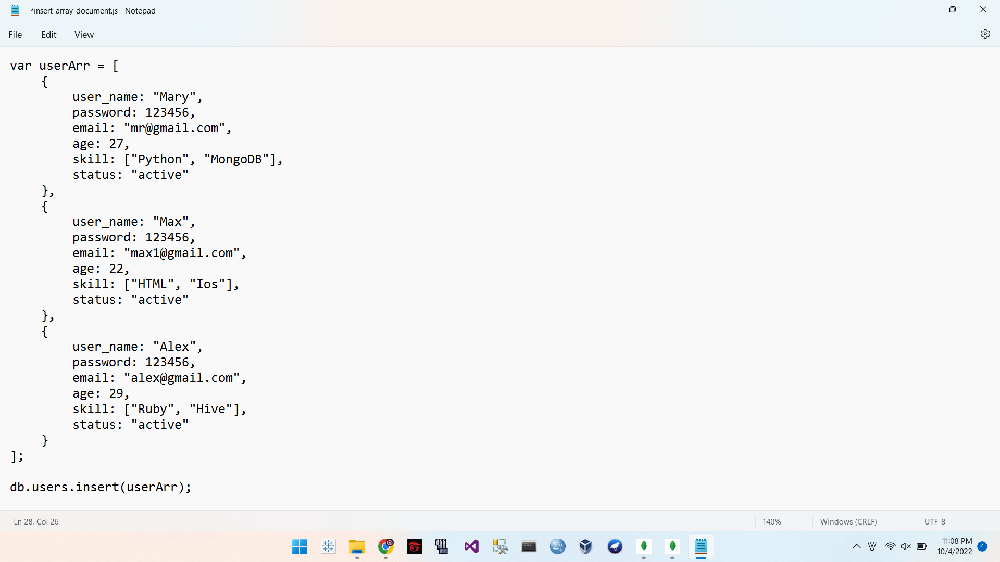 *insert-array-document.js - Notepad
File Edit View
var userArr = [
{
user_name: "Mary",
password: 123456,
email: "mr@gmail.com",
age: 27,
skill: ["Python", "MongoDB"],
status: "active"
},
{
user_name: "Max",
password: 123456,
email: "max1@gmail.com",
age: 22,
skill: ["HTML", "Ios"],
status: "active"
},
{
user_name: "Alex",
password: 123456,
email: "alex@gmail.com",
age: 29,
skill: ["Ruby", "Hive"],
status: "active"
}
];
db.users.insert(userArr);
Ln 28, Col 26 140% Windows (CRLF) UTF-8
11:08 PM
10/4/2022 4